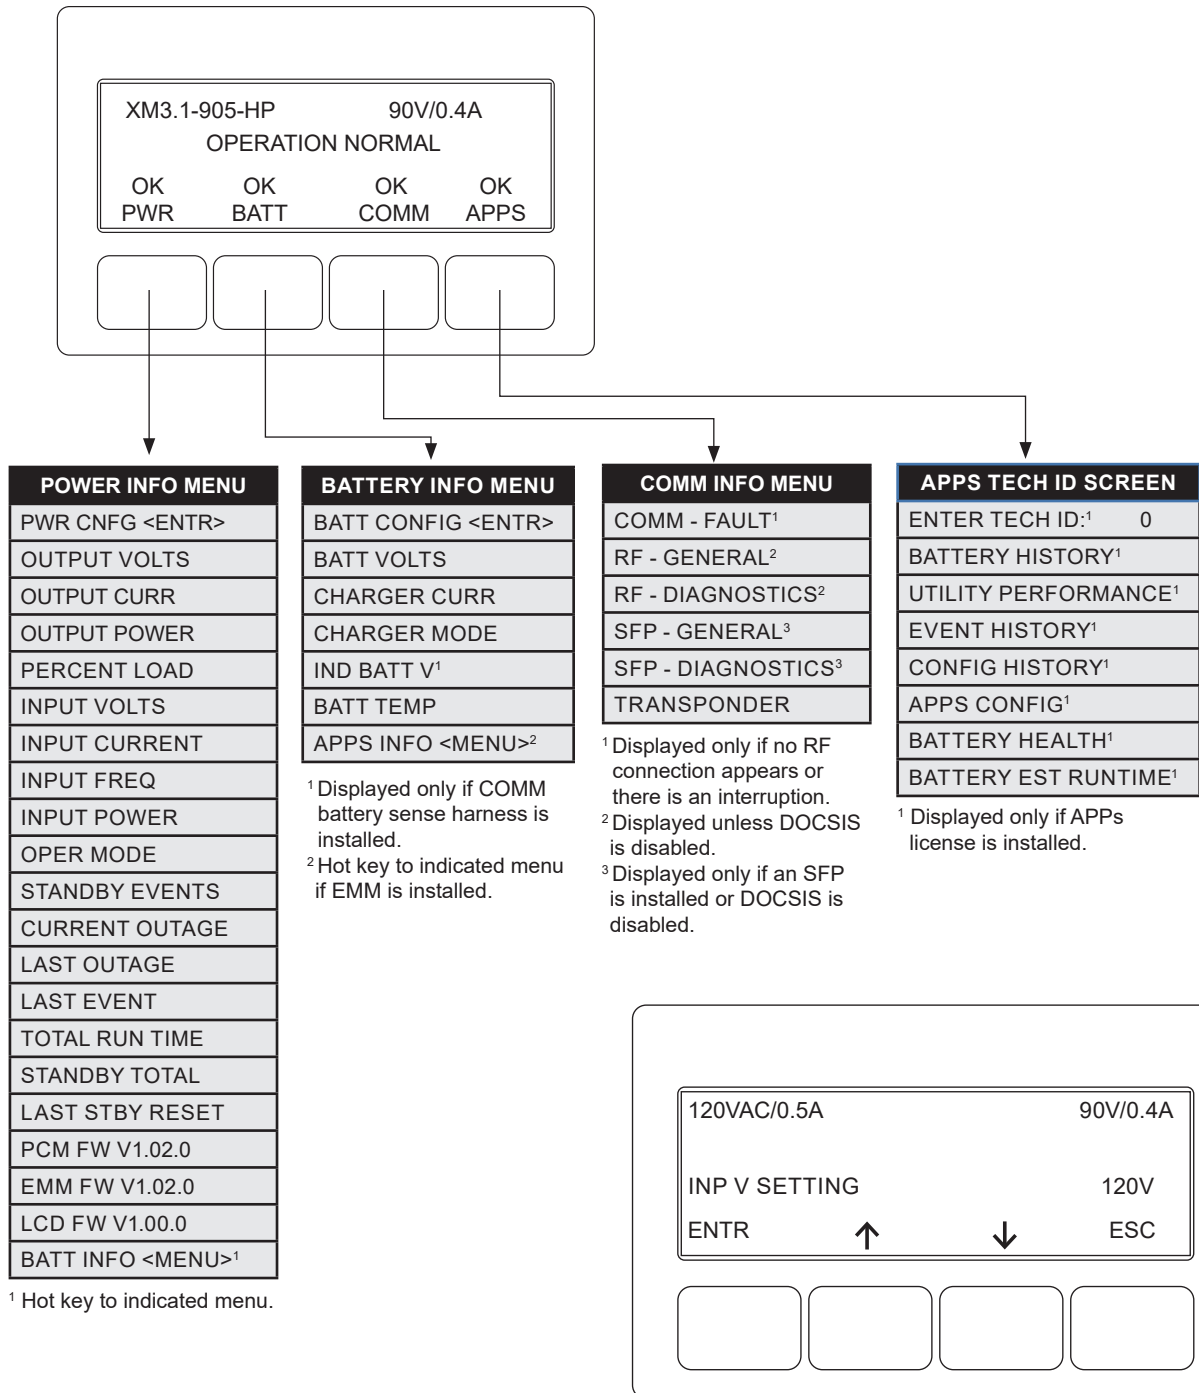 XM3.1-905-HP 90V/0.4A
OPERATION NORMAL
OK OK OK OK
PWR BATT COMM APPS
POWER INFO MENU
PWR CNFG <ENTR>
OUTPUT VOLTS
OUTPUT CURR
OUTPUT POWER
PERCENT LOAD
INPUT VOLTS
INPUT CURRENT
INPUT FREQ
INPUT POWER
OPER MODE
STANDBY EVENTS
CURRENT OUTAGE
LAST OUTAGE
LAST EVENT
TOTAL RUN TIME
STANDBY TOTAL
LAST STBY RESET
PCM FW V1.02.0
EMM FW V1.02.0
LCD FW V1.00.0
BATT INFO <MENU>¹
¹ Hot key to indicated menu.
BATTERY INFO MENU
BATT CONFIG <ENTR>
BATT VOLTS
CHARGER CURR
CHARGER MODE
IND BATT V¹
BATT TEMP
APPS INFO <MENU>²
¹ Displayed only if COMM
battery sense harness is
installed.
² Hot key to indicated menu
if EMM is installed.
COMM INFO MENU
COMM - FAULT¹
RF - GENERAL²
RF - DIAGNOSTICS²
SFP - GENERAL³
SFP - DIAGNOSTICS³
TRANSPONDER
¹ Displayed only if no RF
connection appears or
there is an interruption.
² Displayed unless DOCSIS
is disabled.
³ Displayed only if an SFP
is installed or DOCSIS is
disabled.
APPS TECH ID SCREEN
ENTER TECH ID:¹ 0
BATTERY HISTORY¹
UTILITY PERFORMANCE¹
EVENT HISTORY¹
CONFIG HISTORY¹
APPS CONFIG¹
BATTERY HEALTH¹
BATTERY EST RUNTIME¹
¹ Displayed only if APPs
license is installed.
120VAC/0.5A 90V/0.4A
INP V SETTING 120V
ENTR ↑ ↓ ESC